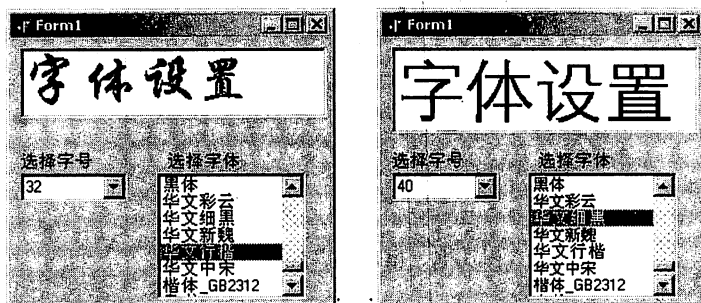 Form1
字体设置
选择字号
选择字体
32
黑体
华文彩云
华文细黑
华文新魏
华文行楷
华文中宋
楷体_GB2312
Form1
字体设置
选择字号
选择字体
40
黑体
华文彩云
华文细黑
华文新魏
华文行楷
华文中宋
楷体_GB2312